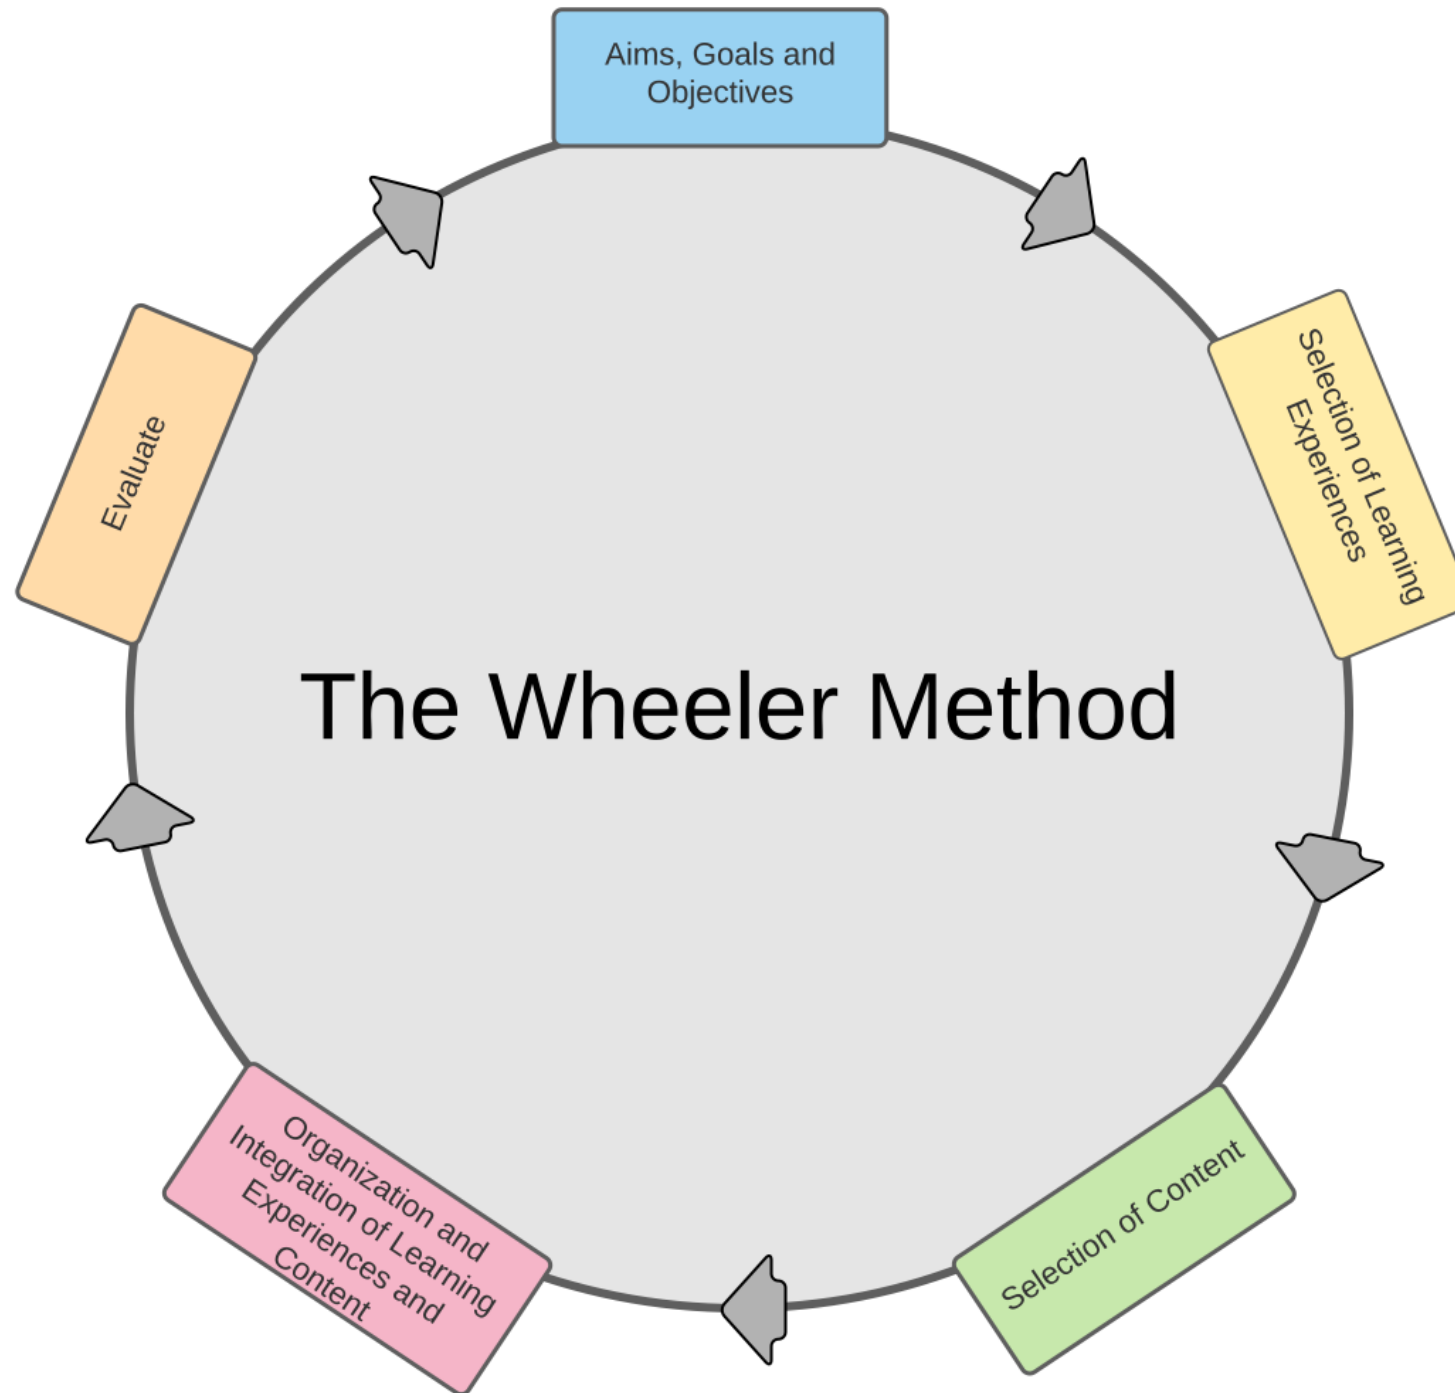 Aims, Goals and
Objectives
Selection of Learning
Experiences
Evaluate
The Wheeler Method
Selection of Content
Organization and
Integration of Learning
Experiences and
Content